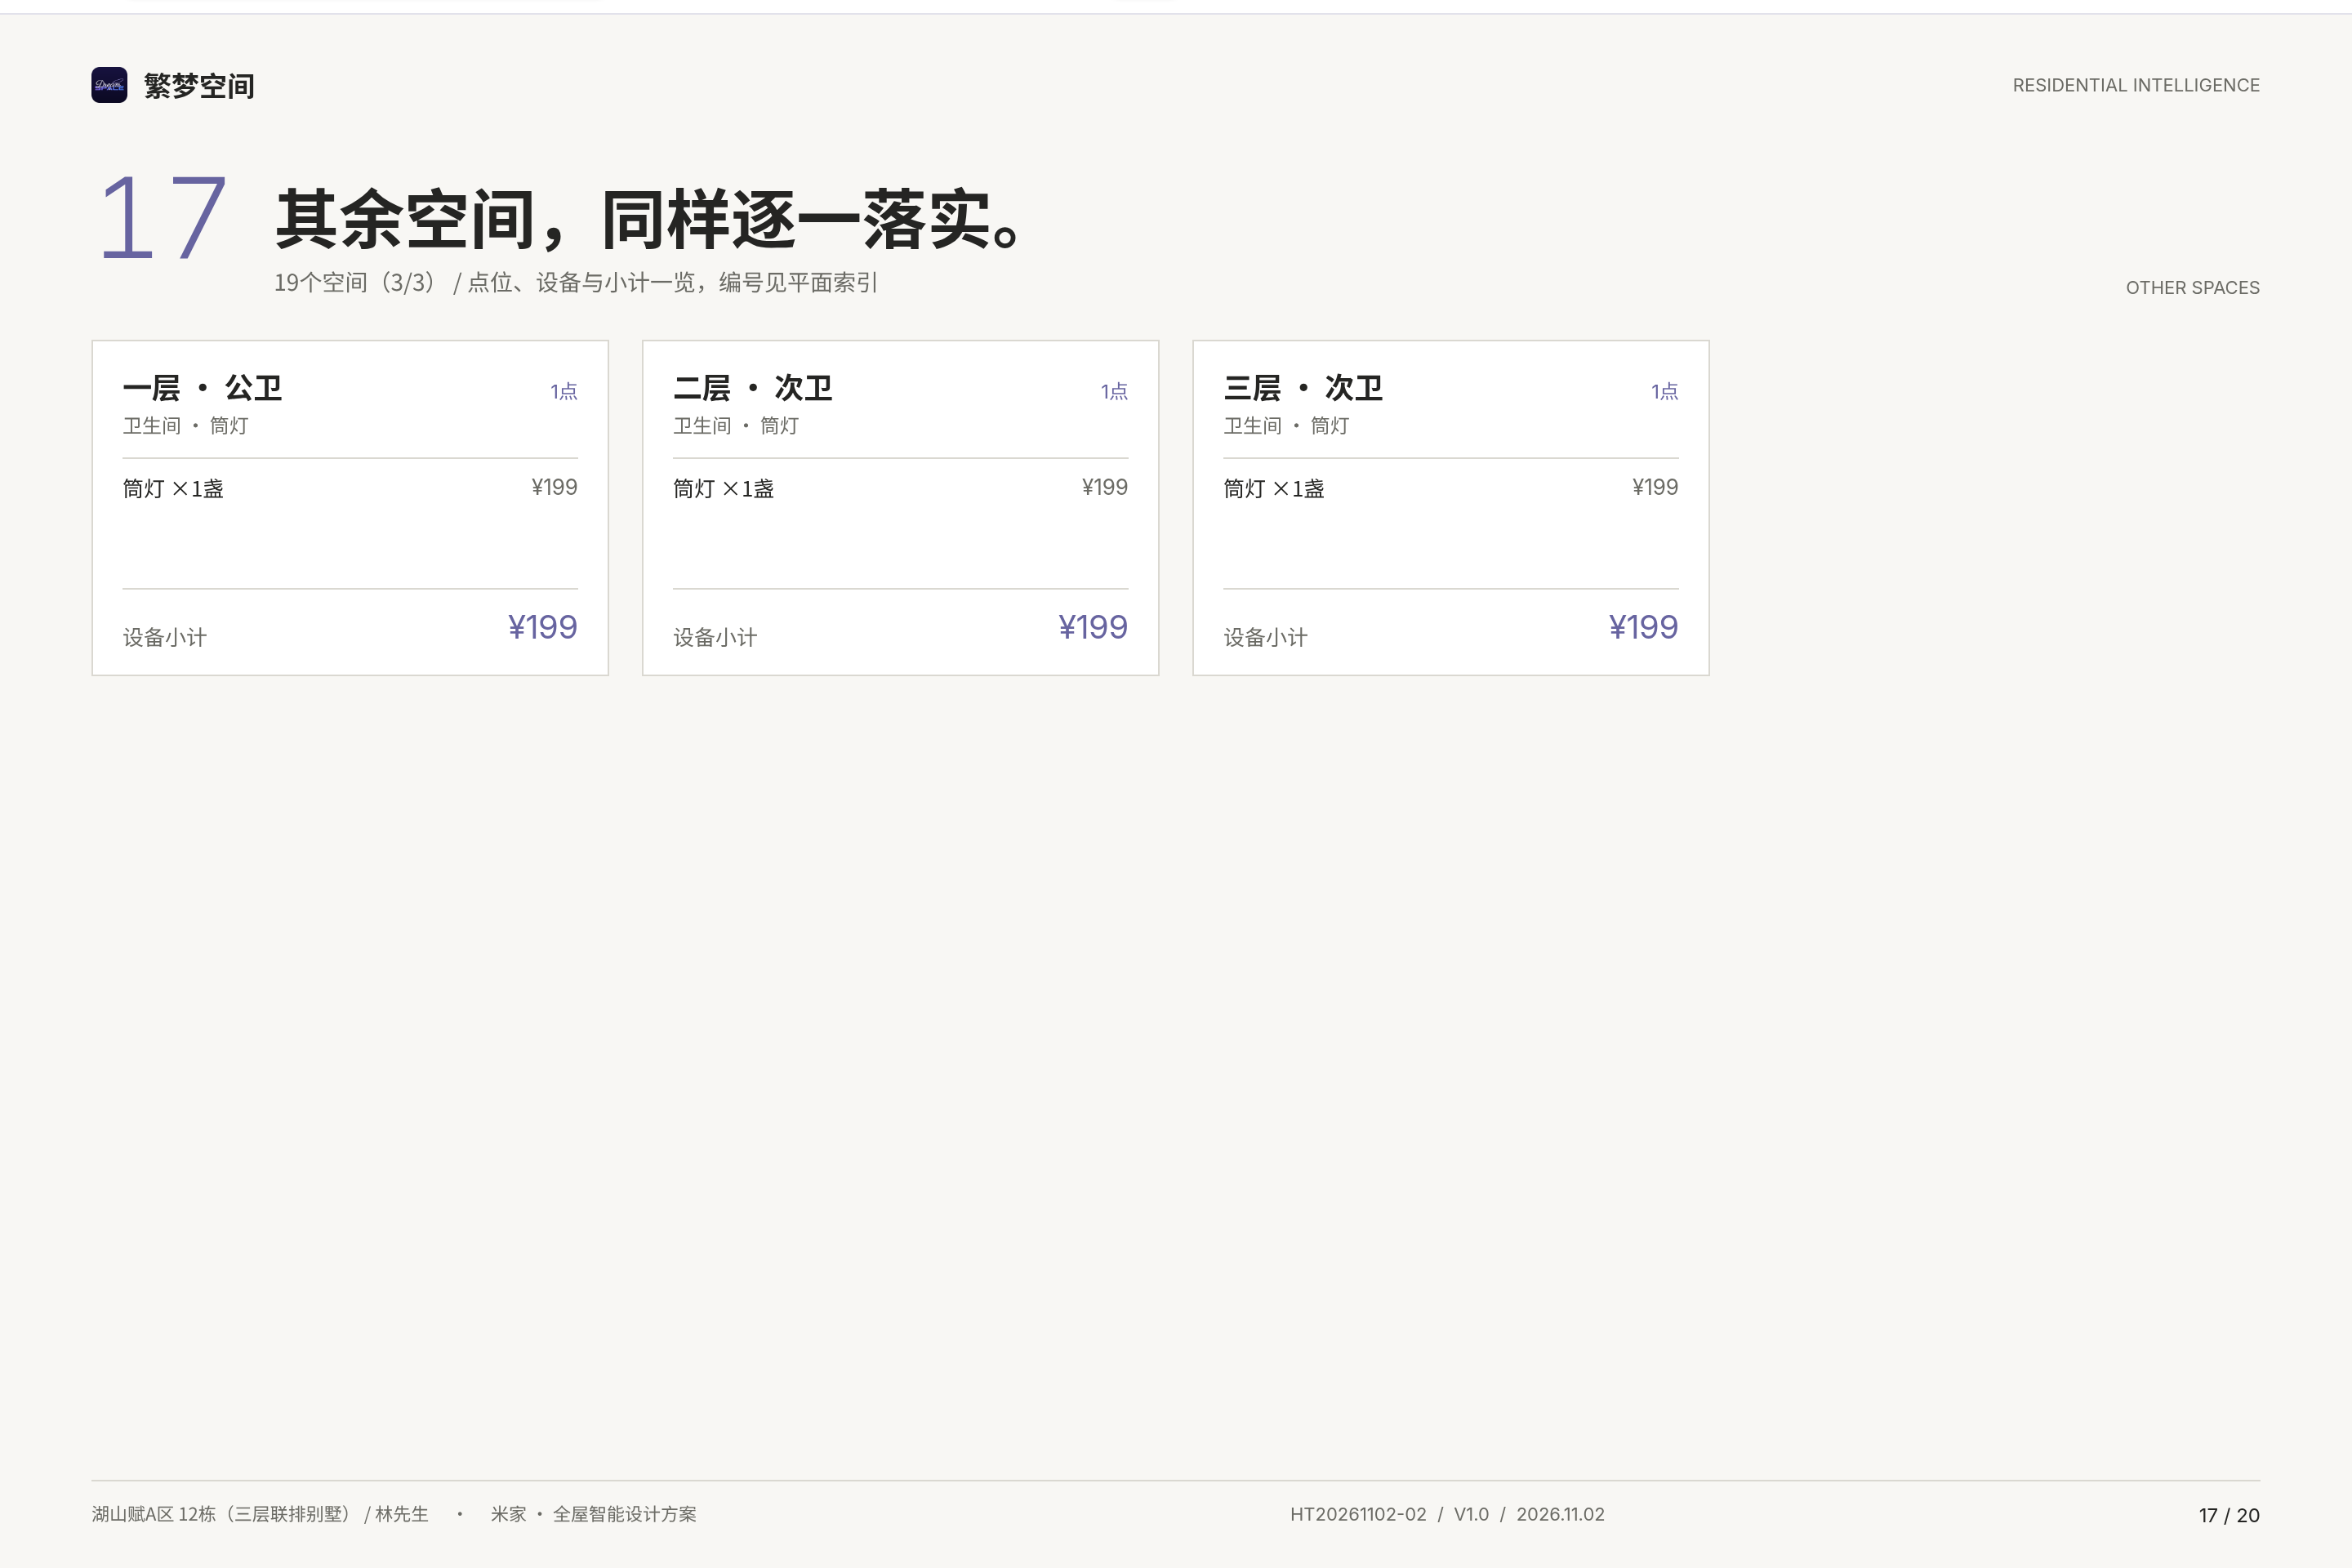 Dream
繁梦空间
RESIDENTIAL INTELLIGENCE
17
其余空间，同样逐一落实。
19个空间（3/3） / 点位、设备与小计一览，编号见平面索引
OTHER SPACES
一层 · 公卫
1点
卫生间 · 筒灯
筒灯 ×1盏
¥199
设备小计
¥199
二层 · 次卫
1点
卫生间 · 筒灯
筒灯 ×1盏
¥199
设备小计
¥199
三层 · 次卫
1点
卫生间 · 筒灯
筒灯 ×1盏
¥199
设备小计
¥199
湖山赋A区 12栋（三层联排别墅） / 林先生 · 米家 · 全屋智能设计方案
HT20261102-02 / V1.0 / 2026.11.02
17 / 20